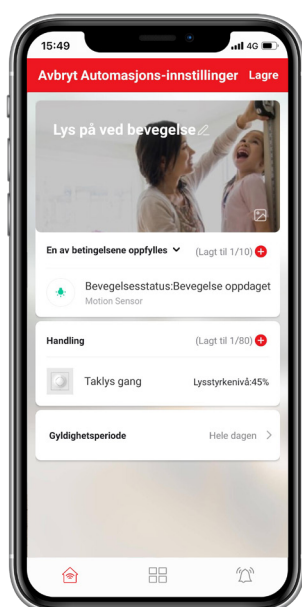 15:49 4G
Avbryt Automasjons-innstillinger Lagre
Lys på ved bevegelse
En av betingelsene oppfylles (Lagt til 1/10)
Bevegelsesstatus:Bevegelse oppdaget
Motion Sensor
Handling (Lagt til 1/80)
Taklys gang Lysstyrkenivå:45%
Gyldighetsperiode Hele dagen